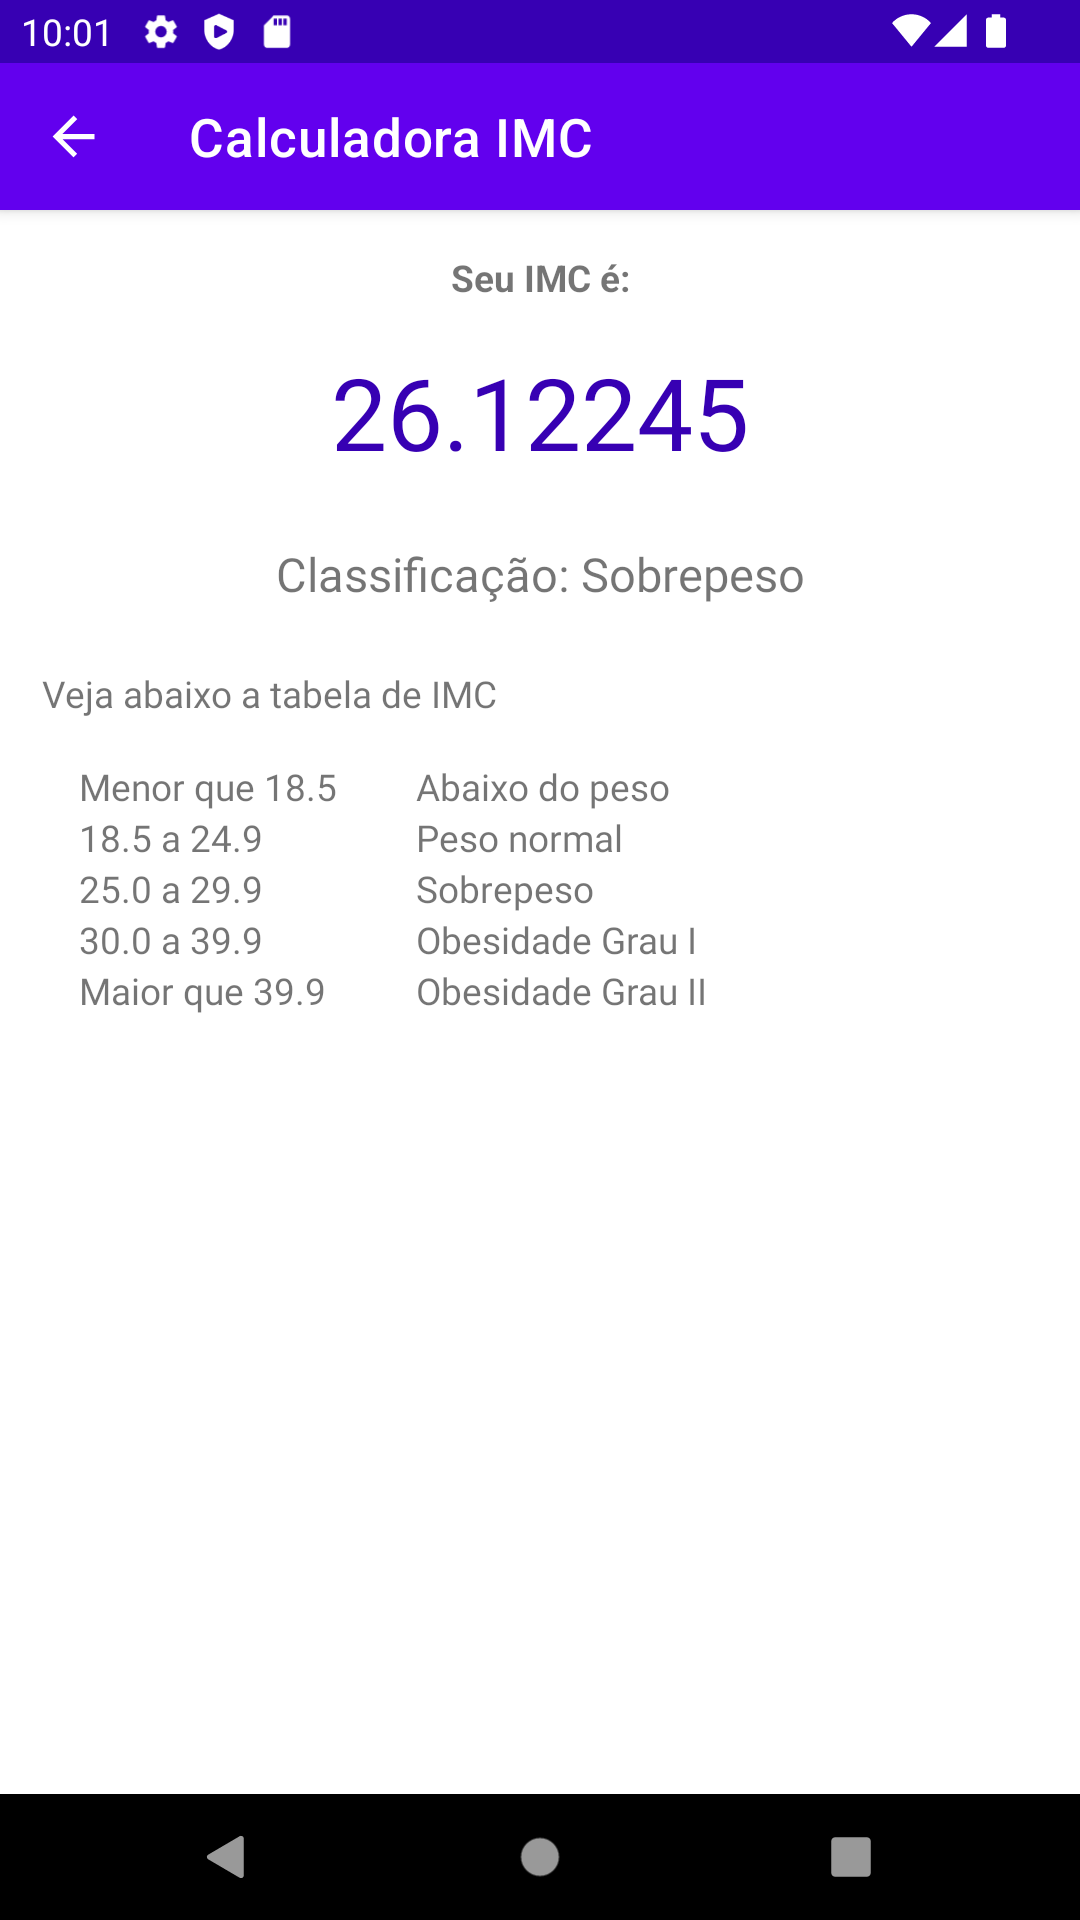 10:01
Calculadora IMC
Seu IMC é:
26.12245
Classificação: Sobrepeso
Veja abaixo a tabela de IMC
Menor que 18.5 Abaixo do peso
18.5 a 24.9 Peso normal
25.0 a 29.9 Sobrepeso
30.0 a 39.9 Obesidade Grau I
Maior que 39.9 Obesidade Grau II